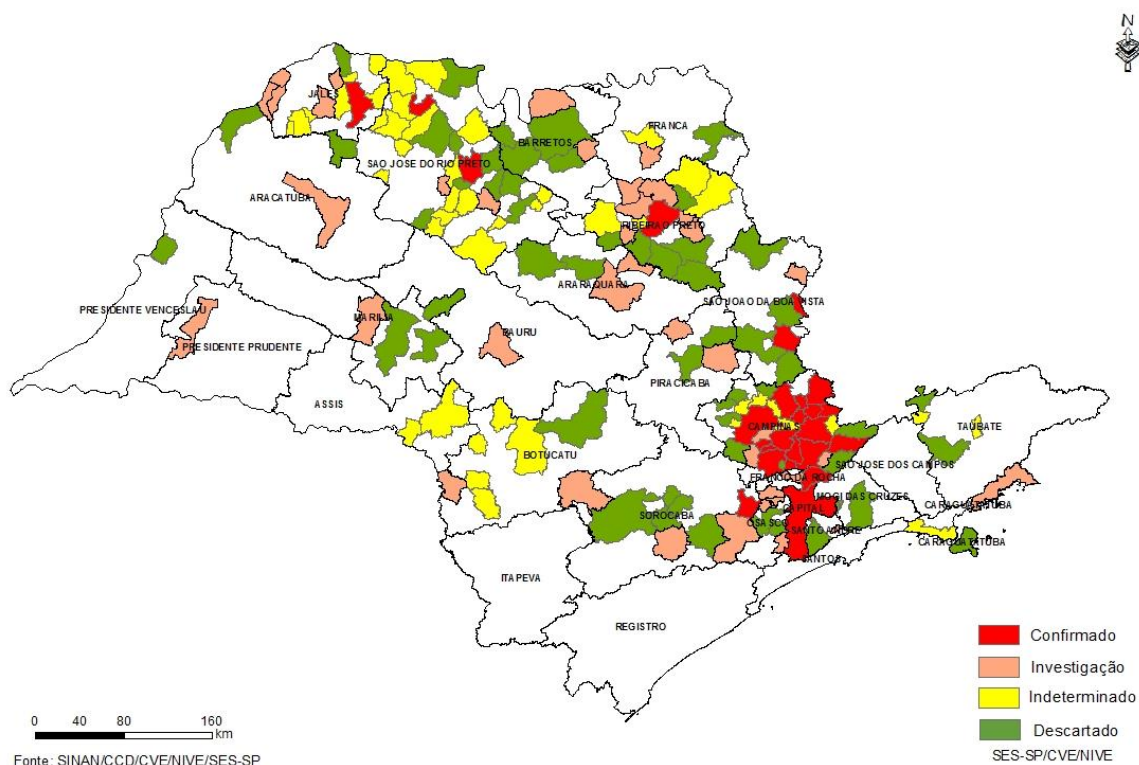 N
JALES
FRANCA
BARRETOS
SAO JOSE DO RIO PRETO
ARACATUBA
RIBEIRAO PRETO
ARARAQUARA
SAO JOAO DA BOA VISTA
PRESIDENTE VENCESLAU
MARILIA
BAURU
PRESIDENTE PRUDENTE
PIRACICABA
ASSIS
CAMPINAS
TAUBATE
BOTUCATU
SAO JOSE DOS CAMPOS
FRANCO DA ROCHA
MOGI DAS CRUZES
CARAGUATATUBA
CAPITAL
SOROCABA
OSASCO
SANTO ANDRE
CARAGUATATUBA
SANTOS
ITAPEVA
REGISTRO
Confirmado
Investigação
Indeterminado
Descartado
0 40 80 160
km
Fonte: SINAN/CCD/CVE/NIVE/SES-SP
SES-SP/CVE/NIVE